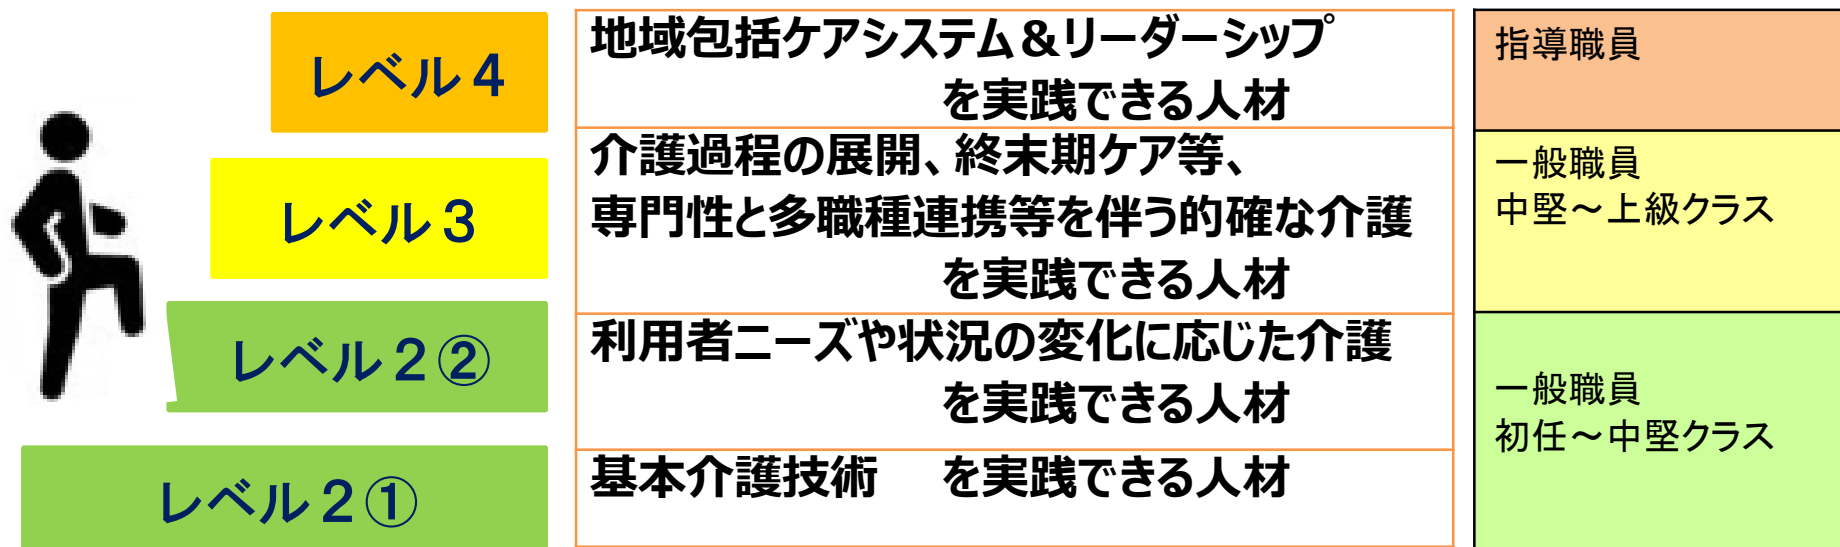 レベル４
地域包括ケアシステム＆リーダーシップ
を実践できる人材
指導職員
レベル３
介護過程の展開、終末期ケア等、
専門性と多職種連携等を伴う的確な介護
を実践できる人材
一般職員
中堅～上級クラス
レベル２②
利用者ニーズや状況の変化に応じた介護
を実践できる人材
一般職員
初任～中堅クラス
レベル２①
基本介護技術　を実践できる人材